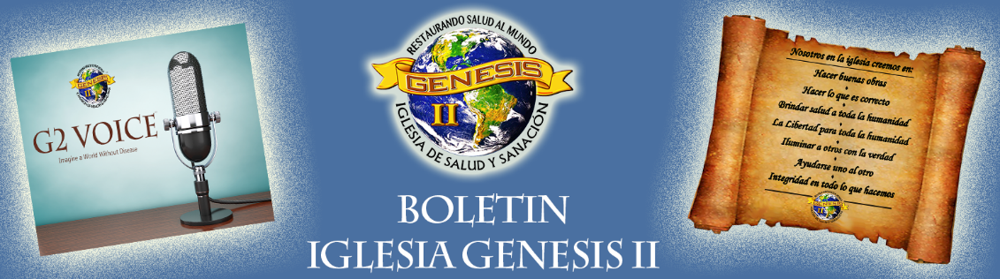 G2 VOICE
Imagine a World Without Disease
RESTAURANDO SALUD AL MUNDO
GENESIS
II
IGLESIA DE SALUD Y SANACIÓN
BOLETIN
IGLESIA GENESIS II
Nosotros en la iglesia creemos en:
Hacer buenas obras
Hacer lo que es correcto
Brindar salud a toda la humanidad
La Libertad para toda la humanidad
Iluminar a otros con la verdad
Ayudarse uno al otro
Integridad en todo lo que hacemos